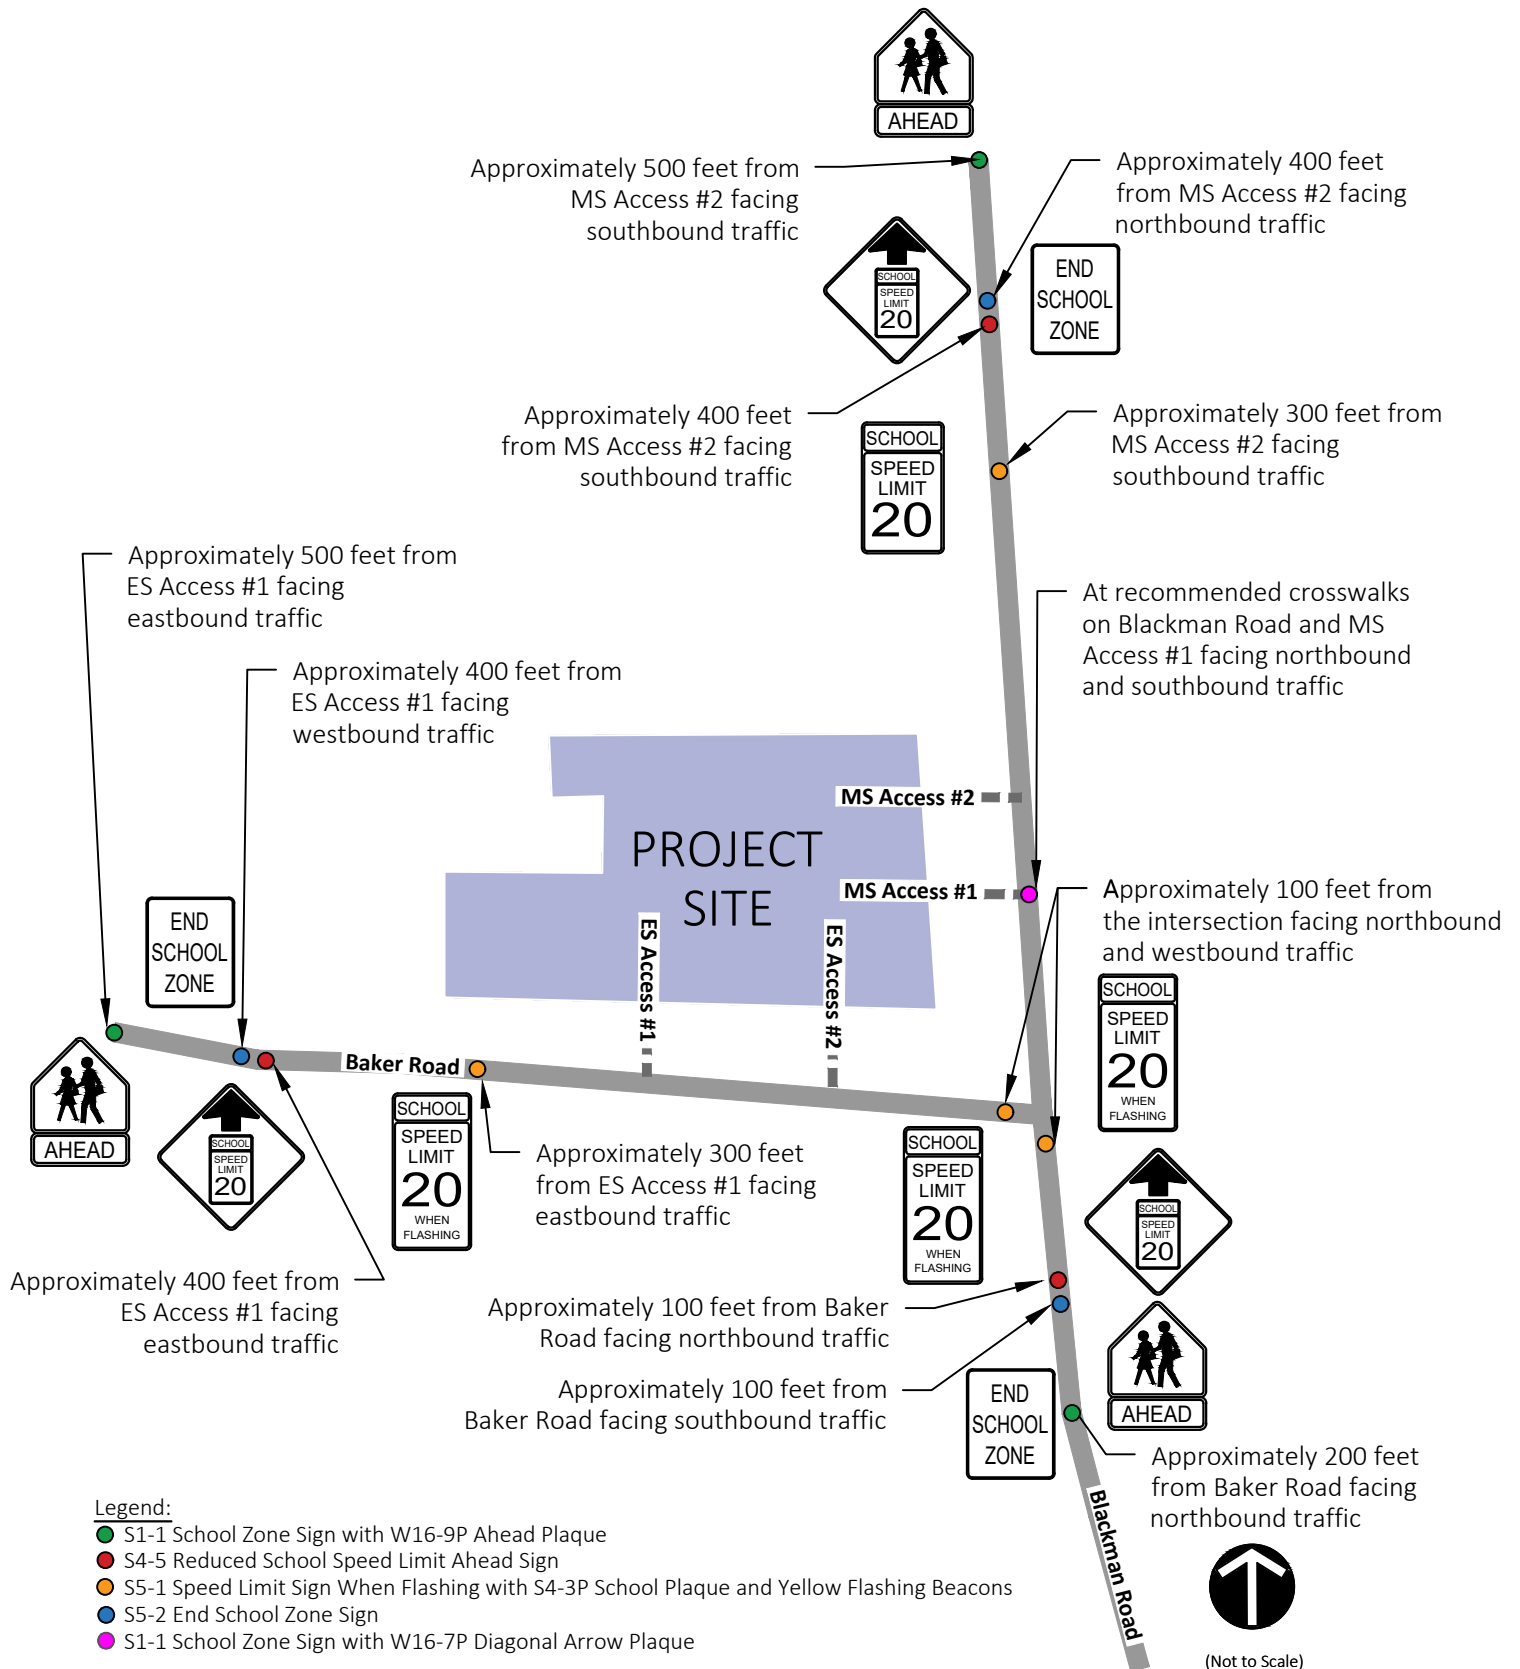 AHEAD
Approximately 500 feet from
MS Access #2 facing
southbound traffic
Approximately 400 feet
from MS Access #2 facing
northbound traffic
SCHOOL
SPEED
LIMIT
20
END
SCHOOL
ZONE
Approximately 400 feet
from MS Access #2 facing
southbound traffic
SCHOOL
SPEED
LIMIT
20
Approximately 300 feet from
MS Access #2 facing
southbound traffic
Approximately 500 feet from
ES Access #1 facing
eastbound traffic
At recommended crosswalks
on Blackman Road and MS
Access #1 facing northbound
and southbound traffic
Approximately 400 feet from
ES Access #1 facing
westbound traffic
MS Access #2
PROJECT
SITE
MS Access #1
ES Access #1
ES Access #2
Approximately 100 feet from
the intersection facing northbound
and westbound traffic
END
SCHOOL
ZONE
SCHOOL
SPEED
LIMIT
20
WHEN
FLASHING
Baker Road
AHEAD
SCHOOL
SPEED
LIMIT
20
SCHOOL
SPEED
LIMIT
20
WHEN
FLASHING
Approximately 300 feet
from ES Access #1 facing
eastbound traffic
SCHOOL
SPEED
LIMIT
20
WHEN
FLASHING
SCHOOL
SPEED
LIMIT
20
Approximately 400 feet from
ES Access #1 facing
eastbound traffic
Approximately 100 feet from Baker
Road facing northbound traffic
Approximately 100 feet from
Baker Road facing southbound traffic
END
SCHOOL
ZONE
AHEAD
Approximately 200 feet
from Baker Road facing
northbound traffic
Blackman Road
Legend:
S1-1 School Zone Sign with W16-9P Ahead Plaque
S4-5 Reduced School Speed Limit Ahead Sign
S5-1 Speed Limit Sign When Flashing with S4-3P School Plaque and Yellow Flashing Beacons
S5-2 End School Zone Sign
S1-1 School Zone Sign with W16-7P Diagonal Arrow Plaque
(Not to Scale)